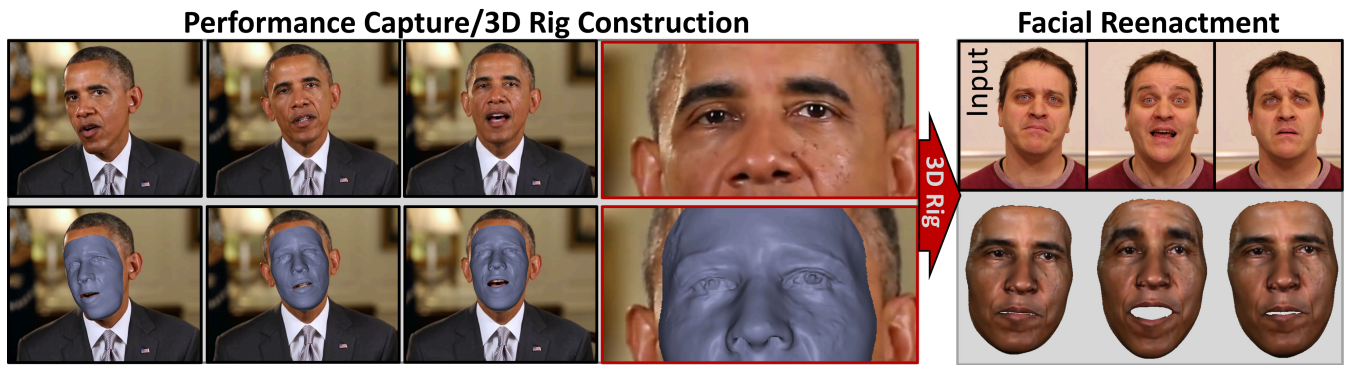 Performance Capture/3D Rig Construction
Facial Reenactment
Input
3D Rig